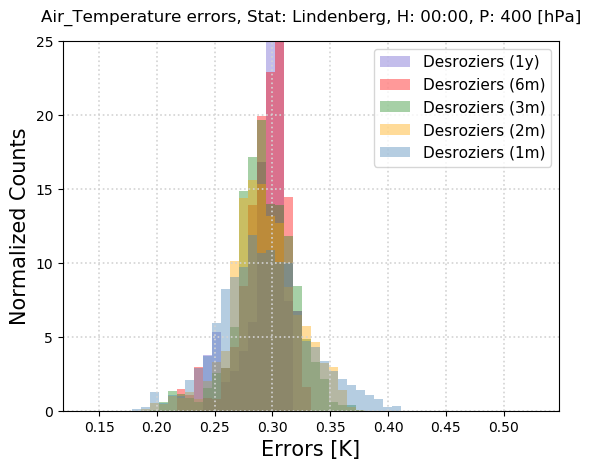 Air_Temperature errors, Stat: Lindenberg, H: 00:00, P: 400 [hPa]
Normalized Counts
25
20
15
10
5
0
Desroziers (1y)
Desroziers (6m)
Desroziers (3m)
Desroziers (2m)
Desroziers (1m)
0.15 0.20 0.25 0.30 0.35 0.40 0.45 0.50
Errors [K]